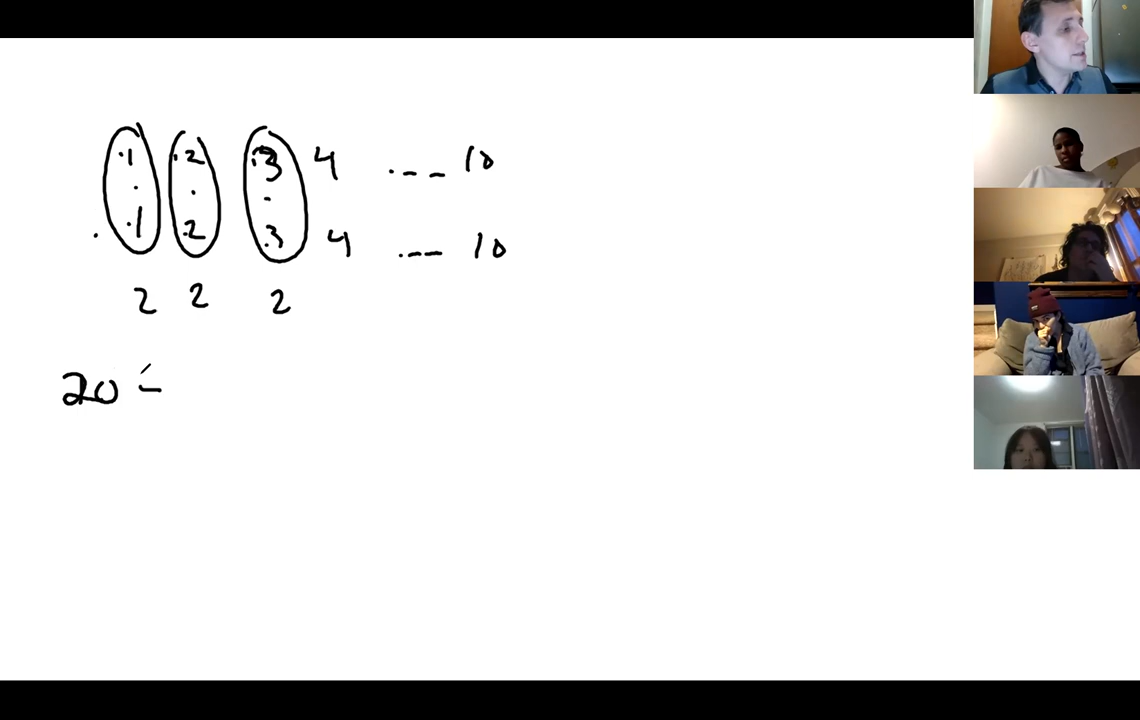 .1 .2 .3 4 . - - 10
. . -
. .1 .2 .3 4 . - - 10
2 2 2
20 =